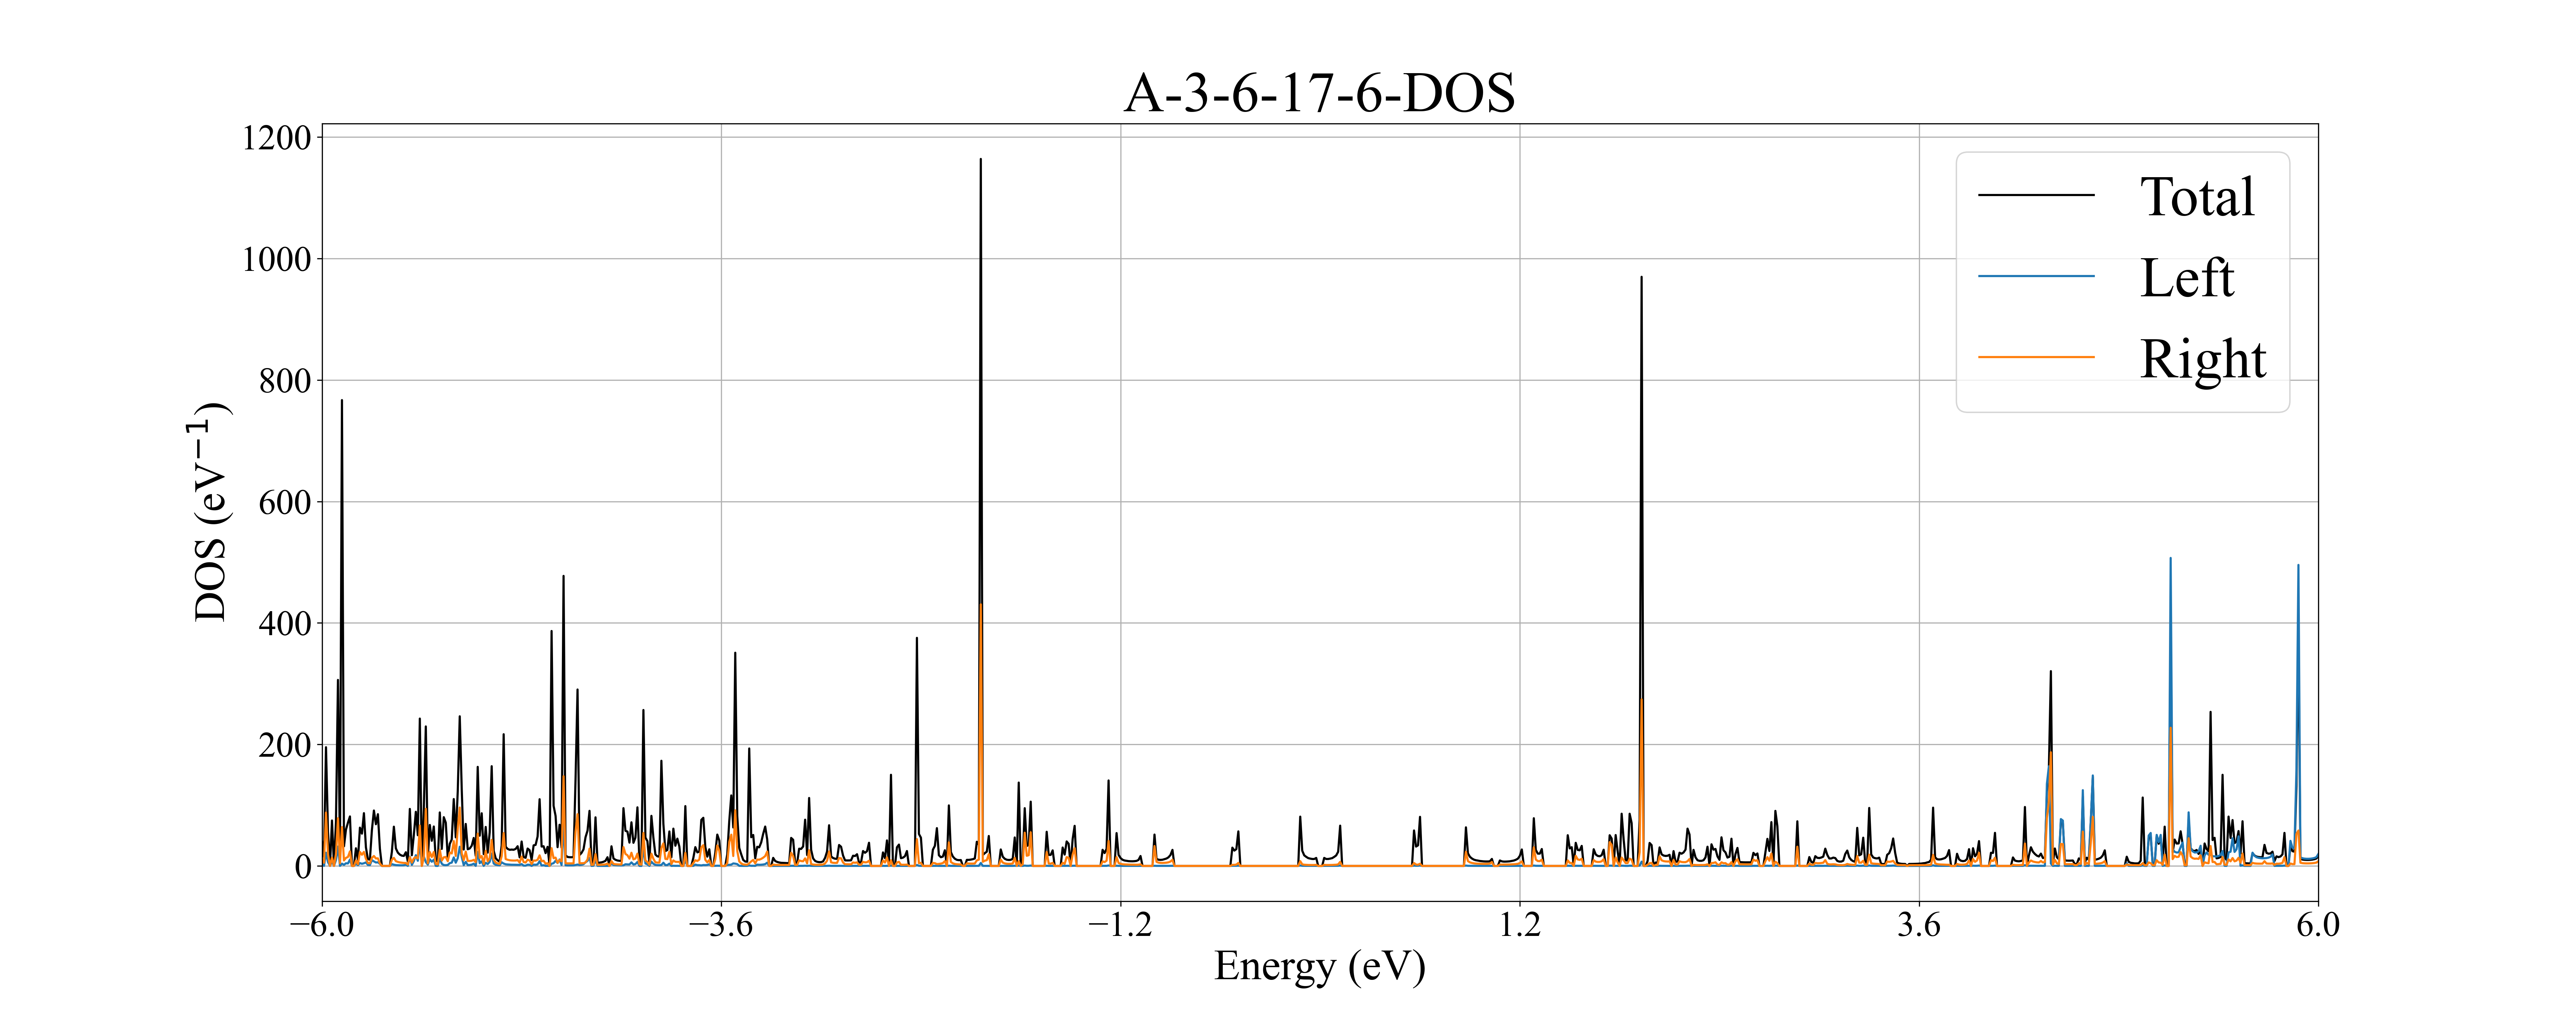 A-3-6-17-6-DOS
1200
1000
800
600
400
200
0
DOS (eV⁻¹)
Total
Left
Right
−6.0 −3.6 −1.2 1.2 3.6 6.0
Energy (eV)